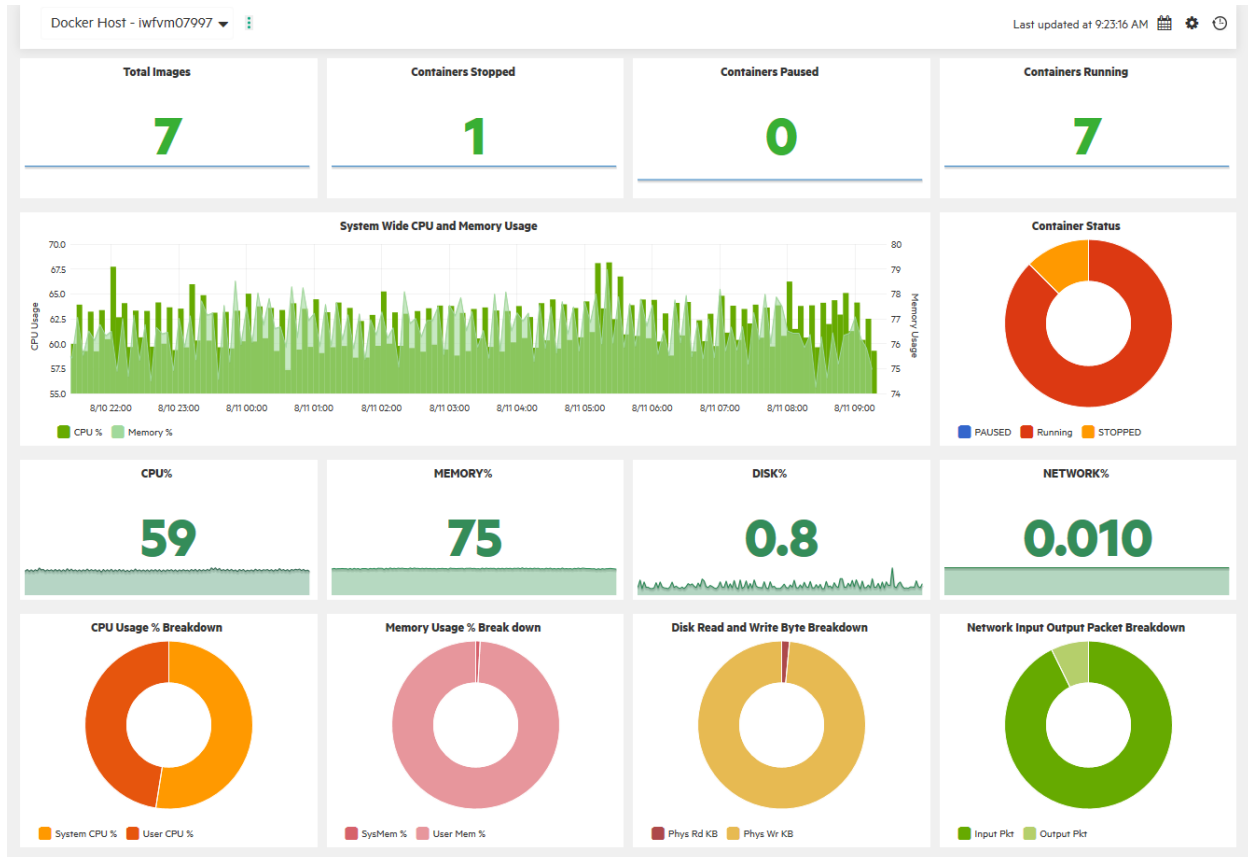 Docker Host - iwfvm07997
Last updated at 9:23:16 AM
Total Images
Containers Stopped
Containers Paused
Containers Running
7
1
0
7
System Wide CPU and Memory Usage
Container Status
70.0
67.5
65.0
62.5
60.0
57.5
55.0
CPU Usage
80
79
78
77
76
75
74
Memory Usage
8/10 22:00 8/10 23:00 8/11 00:00 8/11 01:00 8/11 02:00 8/11 03:00 8/11 04:00 8/11 05:00 8/11 06:00 8/11 07:00 8/11 08:00 8/11 09:00
CPU % Memory %
PAUSED Running STOPPED
CPU%
MEMORY%
DISK%
NETWORK%
59
75
0.8
0.010
CPU Usage % Breakdown
Memory Usage % Break down
Disk Read and Write Byte Breakdown
Network Input Output Packet Breakdown
System CPU % User CPU %
SysMem % User Mem %
Phys Rd KB Phys Wr KB
Input Pkt Output Pkt